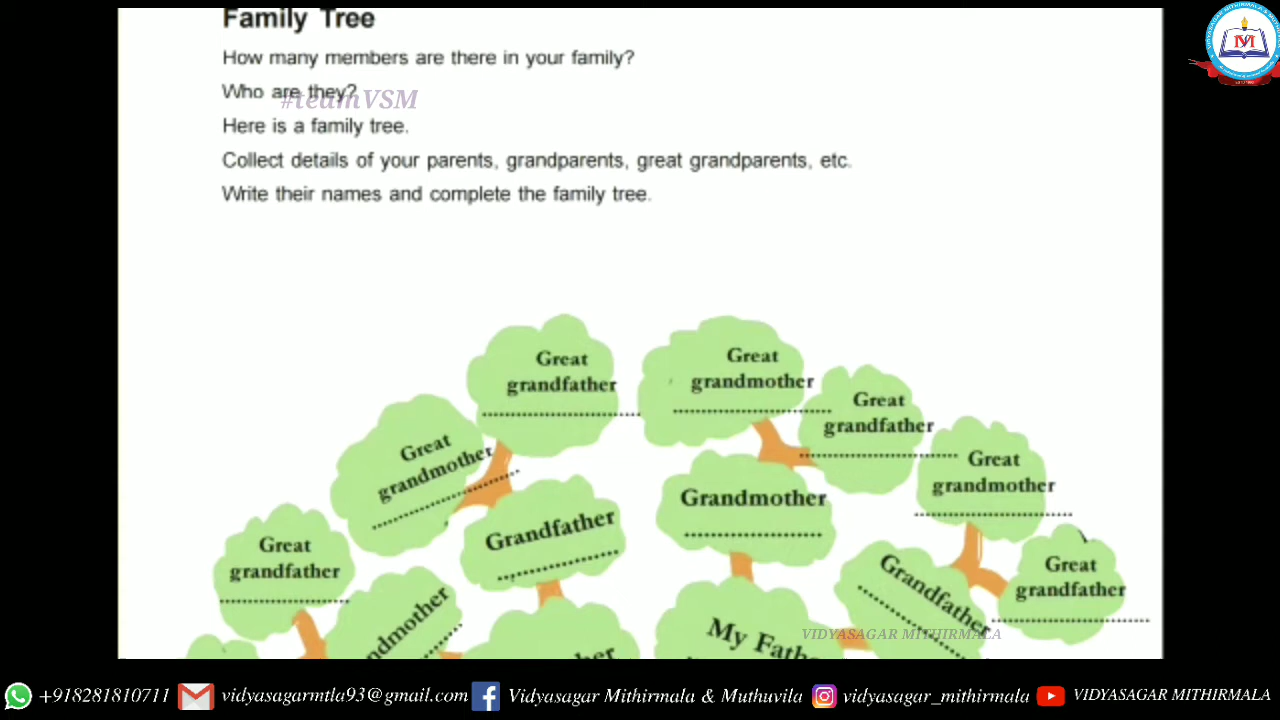 Family Tree
How many members are there in your family?
Who are they?
#teamVSM
Here is a family tree.
Collect details of your parents, grandparents, great grandparents, etc.
Write their names and complete the family tree.
Great
grandfather
Great
grandmother
Great
grandfather
Great
grandmother
Great
grandmother
Grandfather
Grandmother
Great
grandfather
Grandfather
Great
grandfather
My
VIDYASAGAR MITHIRMALA
+918281810711
vidyasagarmtla93@gmail.com
Vidyasagar Mithirmala & Muthuvila
vidyasagar_mithirmala
VIDYASAGAR MITHIRMALA